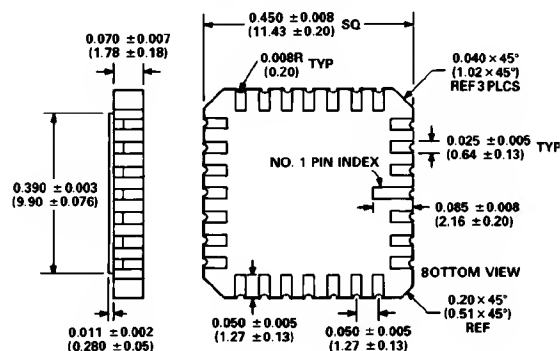 0.450 ±0.008
(11.43 ±0.20) SQ
0.070 ±0.007
(1.78 ±0.18)
0.008R TYP
(0.20)
0.040 × 45°
(1.02 × 45°)
REF 3 PLCS
0.025 ±0.005
(0.64 ±0.13) TYP
NO. 1 PIN INDEX
0.390 ±0.003
(9.90 ±0.076)
0.085 ±0.008
(2.16 ±0.20)
BOTTOM VIEW
0.20 × 45°
(0.51 × 45°)
REF
0.011 ±0.002
(0.280 ±0.05)
0.050 ±0.005
(1.27 ±0.13)
0.050 ±0.005
(1.27 ±0.13)